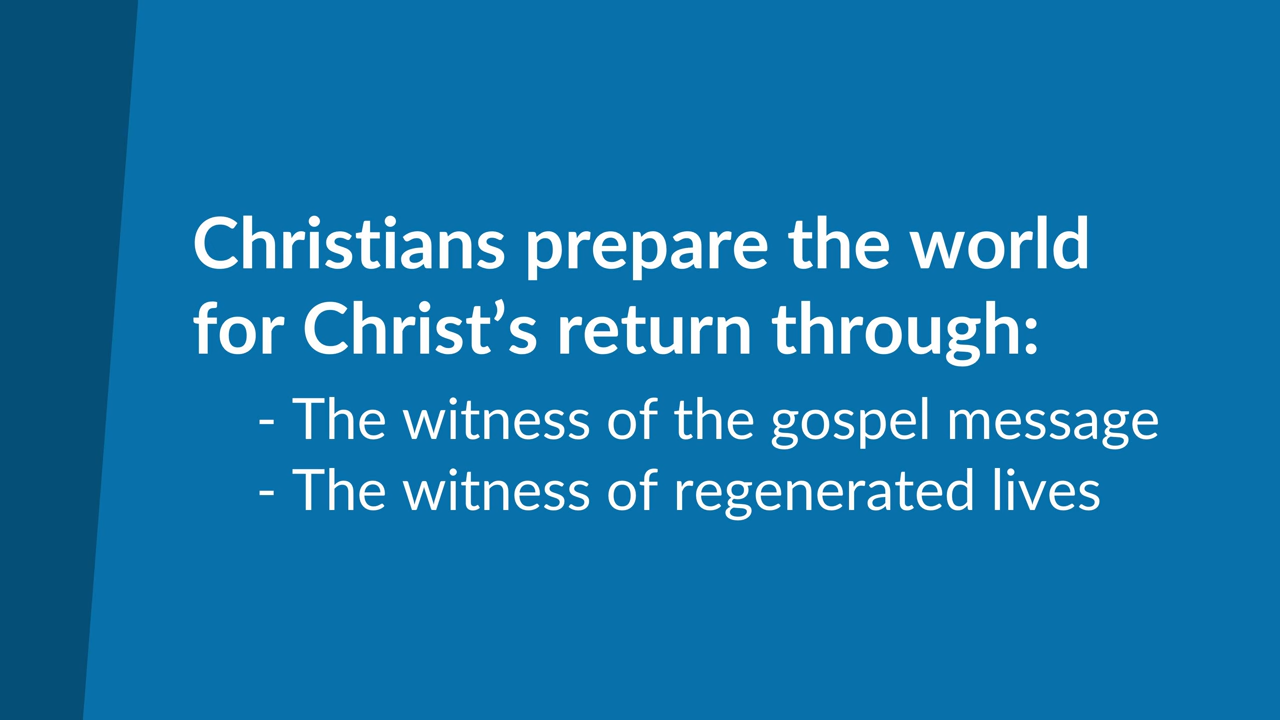 Christians prepare the world
for Christ’s return through:
- The witness of the gospel message
- The witness of regenerated lives